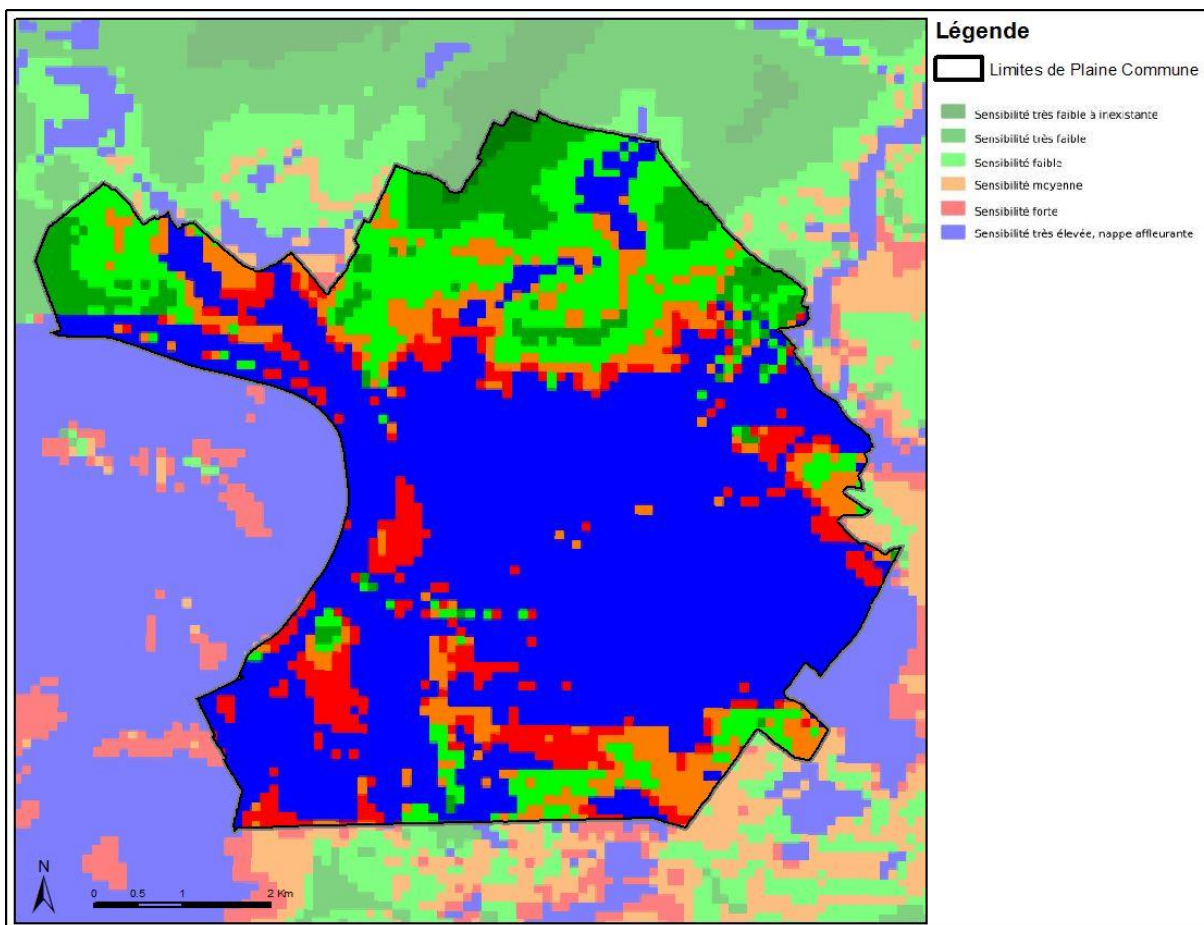 Légende
Limites de Plaine Commune
Sensibilité très faible à inexistante
Sensibilité très faible
Sensibilité faible
Sensibilité moyenne
Sensibilité forte
Sensibilité très élevée, nappe affleurante
N
0 0.5 1 2 Km